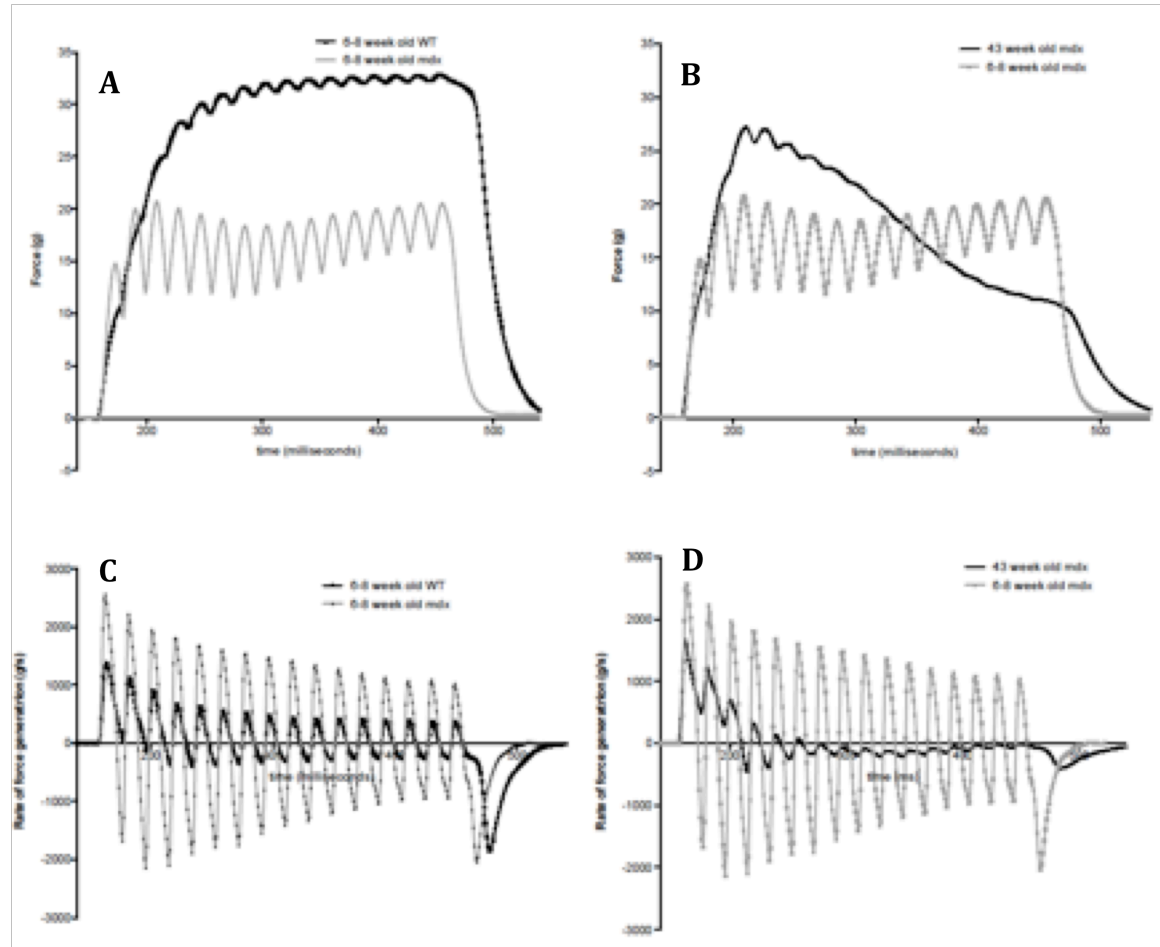 A
6-8 week old WT
6-8 week old mdx
35
30
25
20
15
10
5
0
-5
Force (g)
200
300
400
500
time (milliseconds)
B
43 week old mdx
6-8 week old mdx
35
30
25
20
15
10
5
0
-5
Force (g)
200
300
400
500
time (milliseconds)
C
6-8 week old WT
6-8 week old mdx
3000
2000
1000
0
-1000
-2000
-3000
Rate of force generation (g/s)
time (milliseconds)
D
43 week old mdx
6-8 week old mdx
3000
2000
1000
0
-1000
-2000
-3000
Rate of force generation (g/s)
200
time (ms)